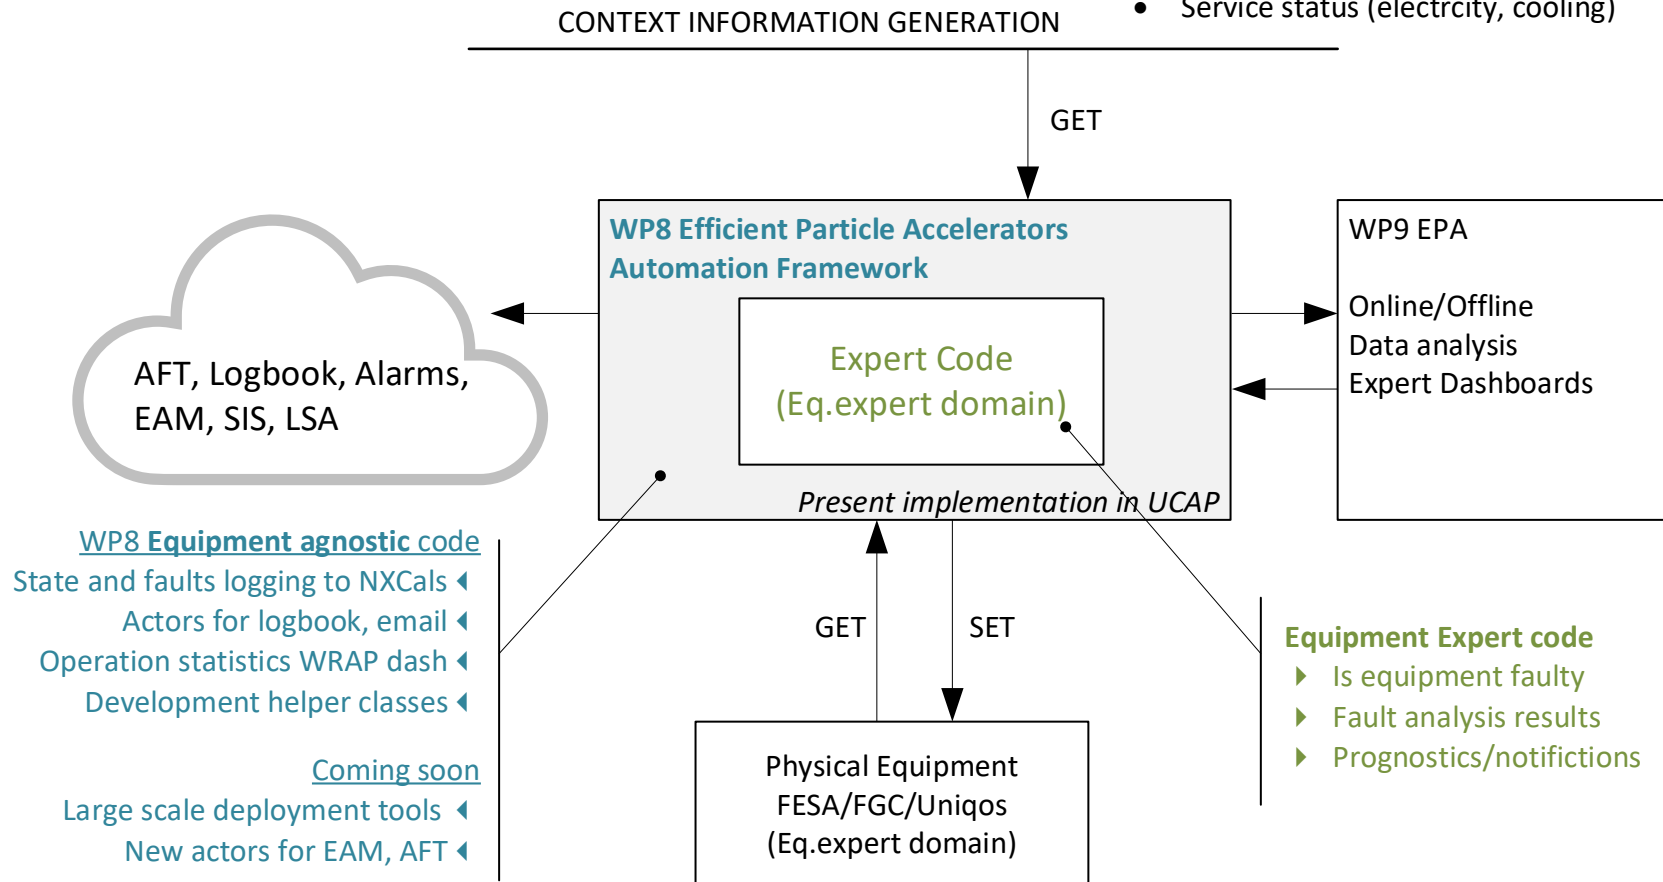 • Service status (electrcity, cooling)
CONTEXT INFORMATION GENERATION
GET
WP8 Efficient Particle Accelerators
Automation Framework
Expert Code
(Eq.expert domain)
Present implementation in UCAP
WP9 EPA
Online/Offline
Data analysis
Expert Dashboards
AFT, Logbook, Alarms,
EAM, SIS, LSA
WP8 Equipment agnostic code
State and faults logging to NXCals
Actors for logbook, email
Operation statistics WRAP dash
Development helper classes
Coming soon
Large scale deployment tools
New actors for EAM, AFT
GET
SET
Physical Equipment
FESA/FGC/Uniqos
(Eq.expert domain)
Equipment Expert code
Is equipment faulty
Fault analysis results
Prognostics/notifictions